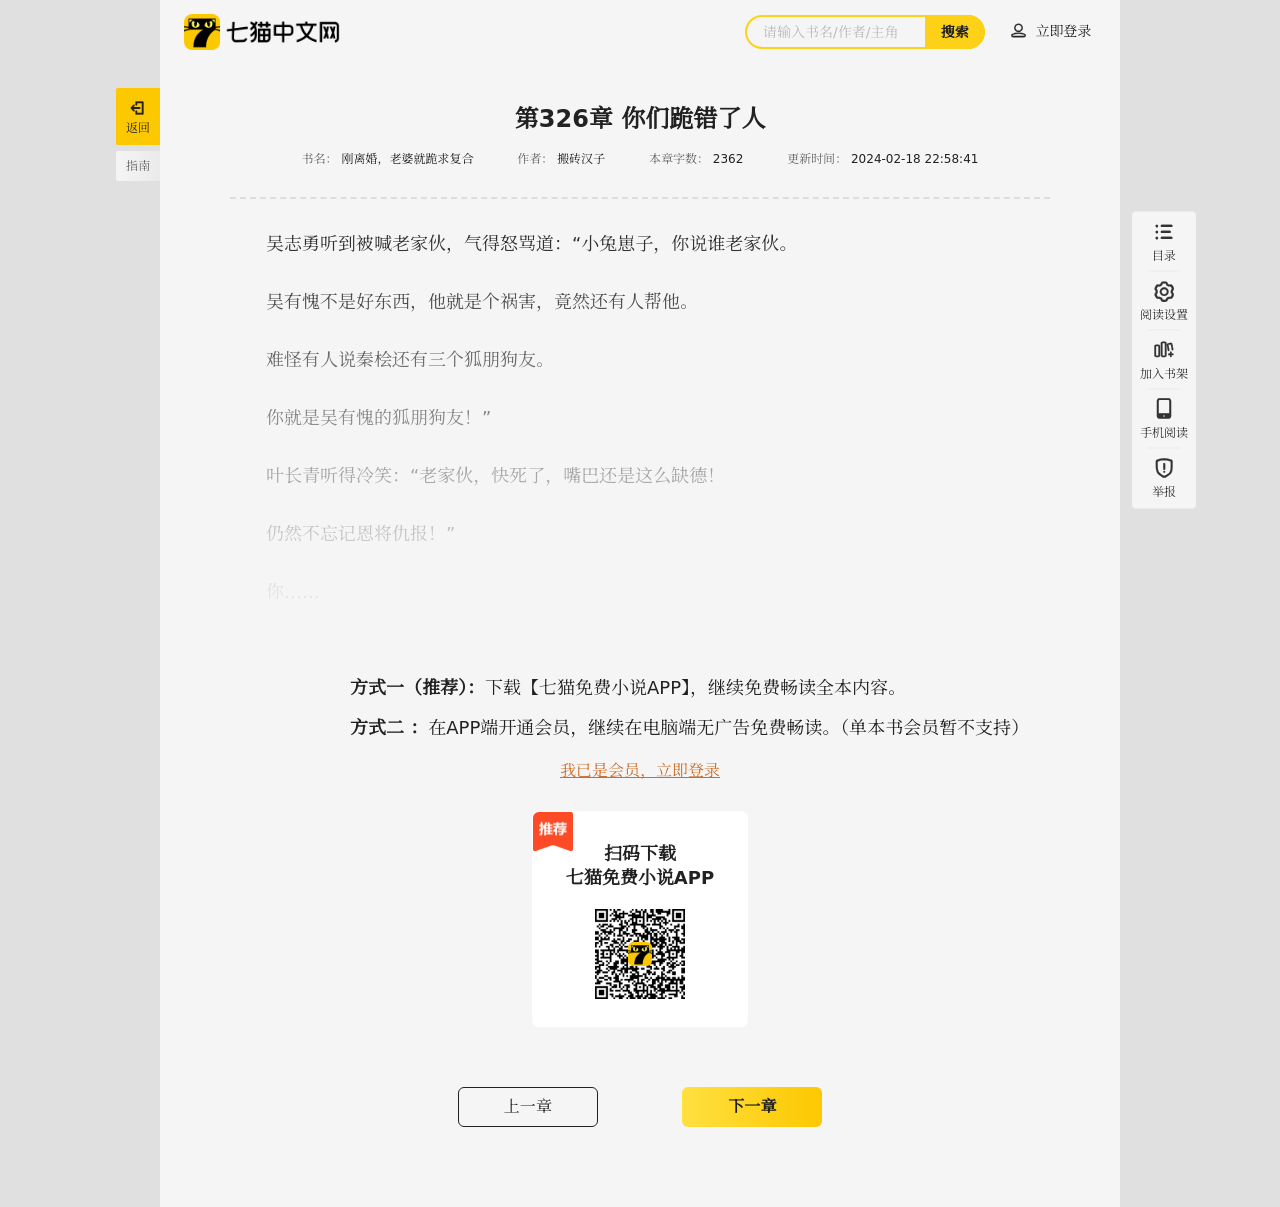 七猫中文网
请输入书名/作者/主角
搜索
立即登录
返回
指南
第326章 你们跪错了人
书名： 刚离婚，老婆就跪求复合 作者： 搬砖汉子 本章字数： 2362 更新时间： 2024-02-18 22:58:41
吴志勇听到被喊老家伙，气得怒骂道：“小兔崽子，你说谁老家伙。
吴有愧不是好东西，他就是个祸害，竟然还有人帮他。
难怪有人说秦桧还有三个狐朋狗友。
你就是吴有愧的狐朋狗友！”
叶长青听得冷笑：“老家伙，快死了，嘴巴还是这么缺德！
仍然不忘记恩将仇报！”
你……
目录
阅读设置
加入书架
手机阅读
举报
方式一（推荐）：下载【七猫免费小说APP】，继续免费畅读全本内容。
方式二 ：在APP端开通会员，继续在电脑端无广告免费畅读。（单本书会员暂不支持）
我已是会员，立即登录
推荐
扫码下载
七猫免费小说APP
上一章
下一章